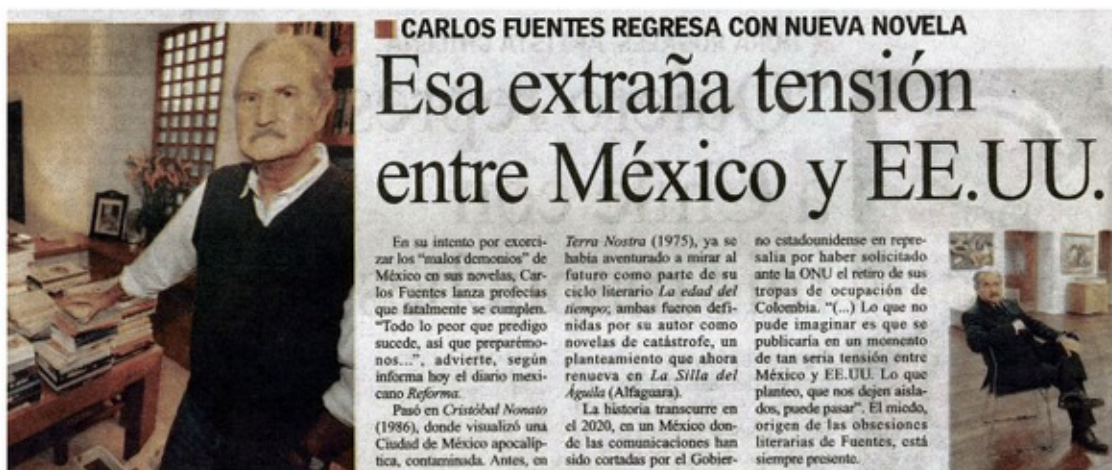 CARLOS FUENTES REGRESA CON NUEVA NOVELA
Esa extraña tensión
entre México y EE.UU.
En su intento por exorci-
zar los "malos demonios" de
México en sus novelas, Car-
los Fuentes lanza profecías
que fatalmente se cumplen.
"Todo lo peor que predigo
sucede, así que preparémo-
nos...", advierte, según
informa hoy el diario mexi-
cano Reforma.
Pasó en Cristóbal Nonato
(1986), donde visualizó una
Ciudad de México apocalíp-
tica, contaminada. Antes, en
Terra Nostra (1975), ya se
había aventurado a mirar al
futuro como parte de su
ciclo literario La edad del
tiempo; ambas fueron defi-
nidas por su autor como
novelas de catástrofe, un
planteamiento que ahora
renueva en La Silla del
Águila (Alfaguara).
La historia transcurre en
el 2020, en un México don-
de las comunicaciones han
sido cortadas por el Gobier-
no estadounidense en repre-
salia por haber solicitado
ante la ONU el retiro de sus
tropas de ocupación de
Colombia. "(...) Lo que no
pude imaginar es que se
publicaría en un momento
de tan seria tensión entre
México y EE.UU. Lo que
planteo, que nos dejen aisla-
dos, puede pasar". El miedo,
origen de las obsesiones
literarias de Fuentes, está
siempre presente.